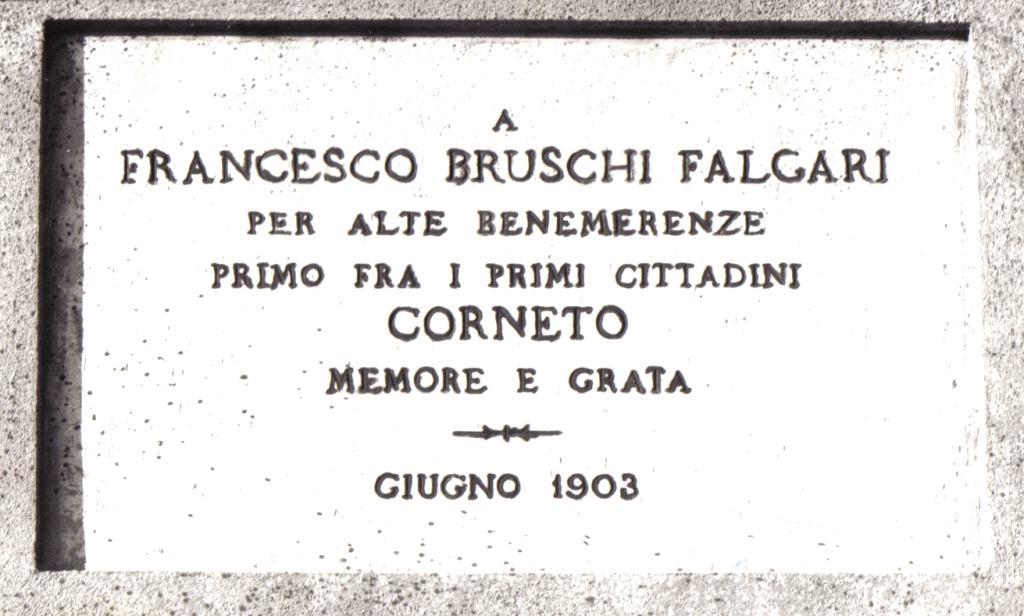 A
FRANCESCO BRUSCHI FALGARI
PER ALTE BENEMERENZE
PRIMO FRA I PRIMI CITTADINI
CORNETO
MEMORE E GRATA
GIUGNO 1903